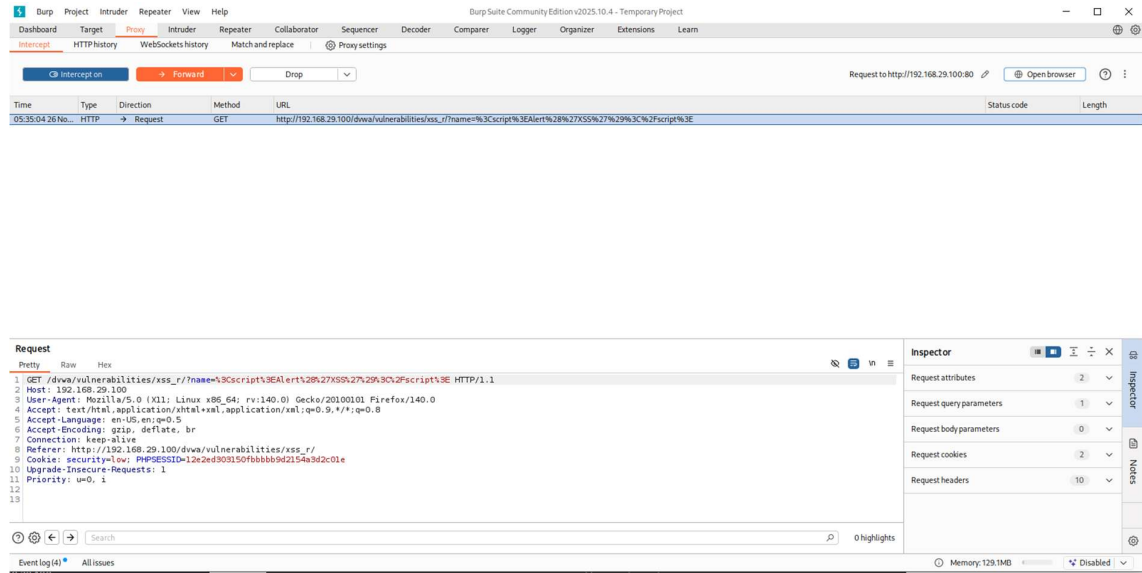 Burp Project Intruder Repeater View Help
Burp Suite Community Edition v2025.10.4 - Temporary Project
Dashboard Target Proxy Intruder Repeater Collaborator Sequencer Decoder Comparer Logger Organizer Extensions Learn
Intercept HTTP history WebSockets history Match and replace Proxy settings
Intercept on Forward Drop Request to http://192.168.29.100:80 Open browser
Time Type Direction Method URL Status code Length
05:35:04 26 No... HTTP → Request GET http://192.168.29.100/dvwa/vulnerabilities/xss_r/?name=%3Cscript%3EAlert%28%27XSS%27%29%3C%2Fscript%3E
Request
Pretty Raw Hex
\n
1 GET /dvwa/vulnerabilities/xss_r/?name=%3Cscript%3EAlert%28%27XSS%27%29%3C%2Fscript%3E HTTP/1.1
2 Host: 192.168.29.100
3 User-Agent: Mozilla/5.0 (X11; Linux x86_64; rv:140.0) Gecko/20100101 Firefox/140.0
4 Accept: text/html,application/xhtml+xml,application/xml;q=0.9,*/*;q=0.8
5 Accept-Language: en-US,en;q=0.5
6 Accept-Encoding: gzip, deflate, br
7 Connection: keep-alive
8 Referer: http://192.168.29.100/dvwa/vulnerabilities/xss_r/
9 Cookie: security=low; PHPSESSID=12e2ed303150fbbbbb9d2154a3d2c01e
10 Upgrade-Insecure-Requests: 1
11 Priority: u=0, i
12
13
Search 0 highlights
Inspector
Request attributes 2
Request query parameters 1
Request body parameters 0
Request cookies 2
Request headers 10
Inspector
Notes
Event log (4) All issues Memory: 129.1MB Disabled